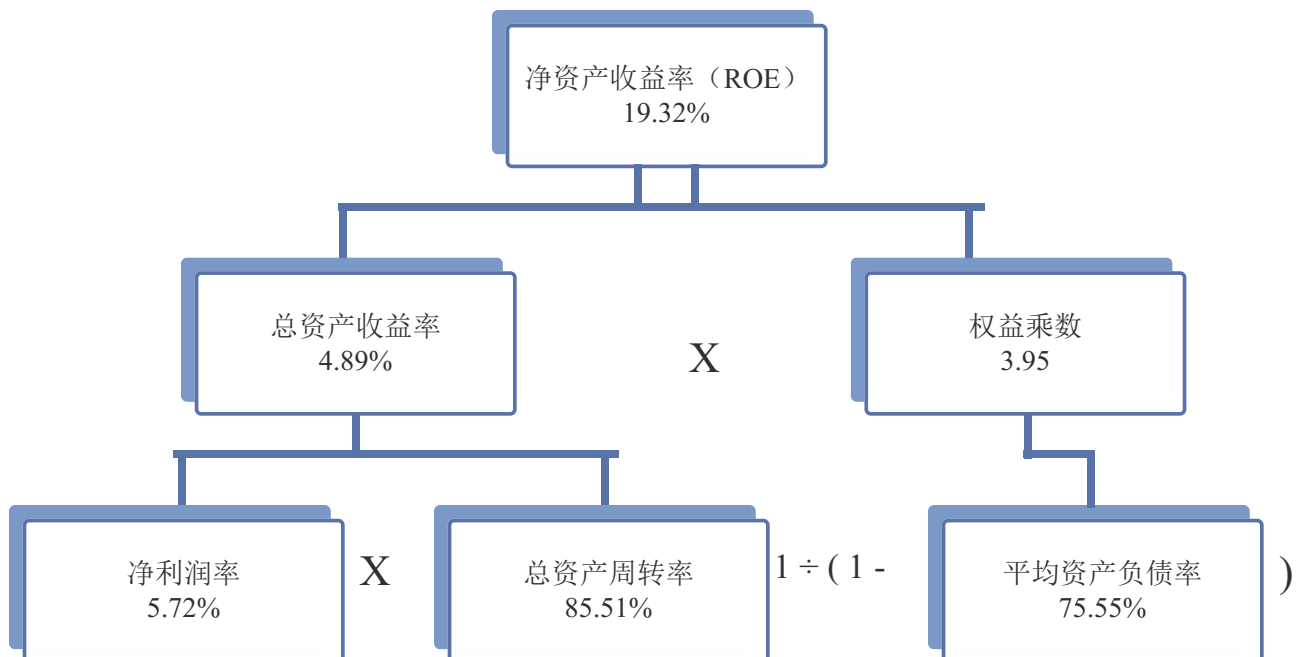 净资产收益率（ROE）
19.32%
总资产收益率
4.89%
X
权益乘数
3.95
净利润率
5.72%
X
总资产周转率
85.51%
1 ÷ ( 1 -
平均资产负债率
75.55%
)